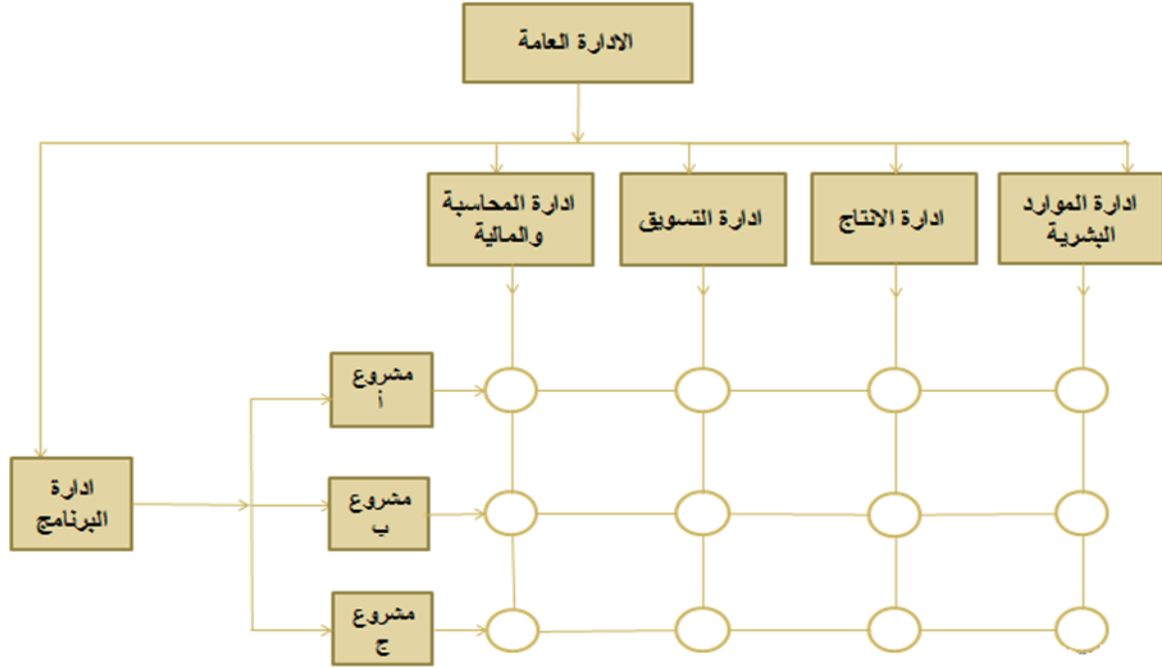 الادارة العامة
ادارة الموارد
البشرية
ادارة الانتاج
ادارة التسويق
ادارة المحاسبة
والمالية
مشروع
أ
ادارة
البرنامج
مشروع
ب
مشروع
ج